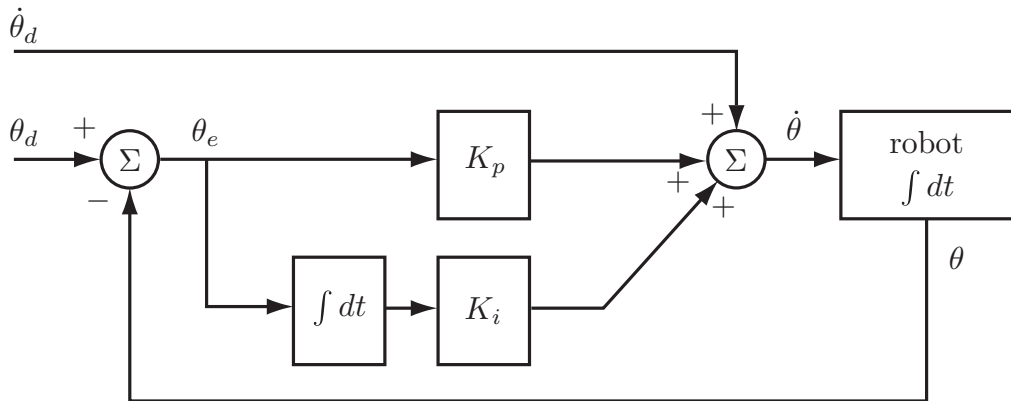 θ̇_d
θ_d + Σ − θ_e
K_p
∫ dt
K_i
+ + + Σ
θ̇
robot
∫ dt
θ